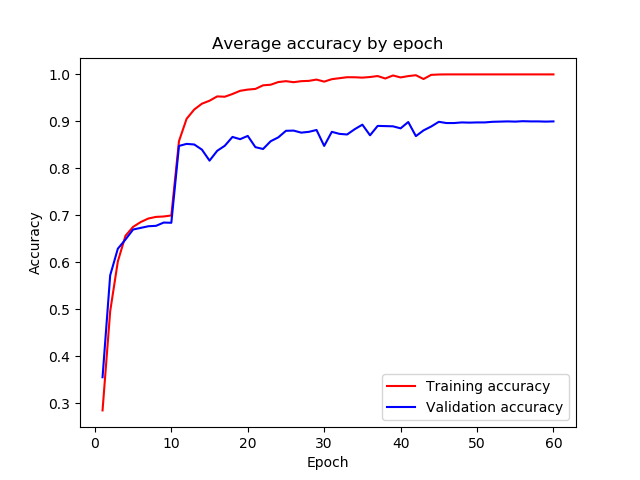 Average accuracy by epoch
1.0
0.9
0.8
0.7
0.6
0.5
0.4
0.3
Accuracy
Training accuracy
Validation accuracy
0 10 20 30 40 50 60
Epoch